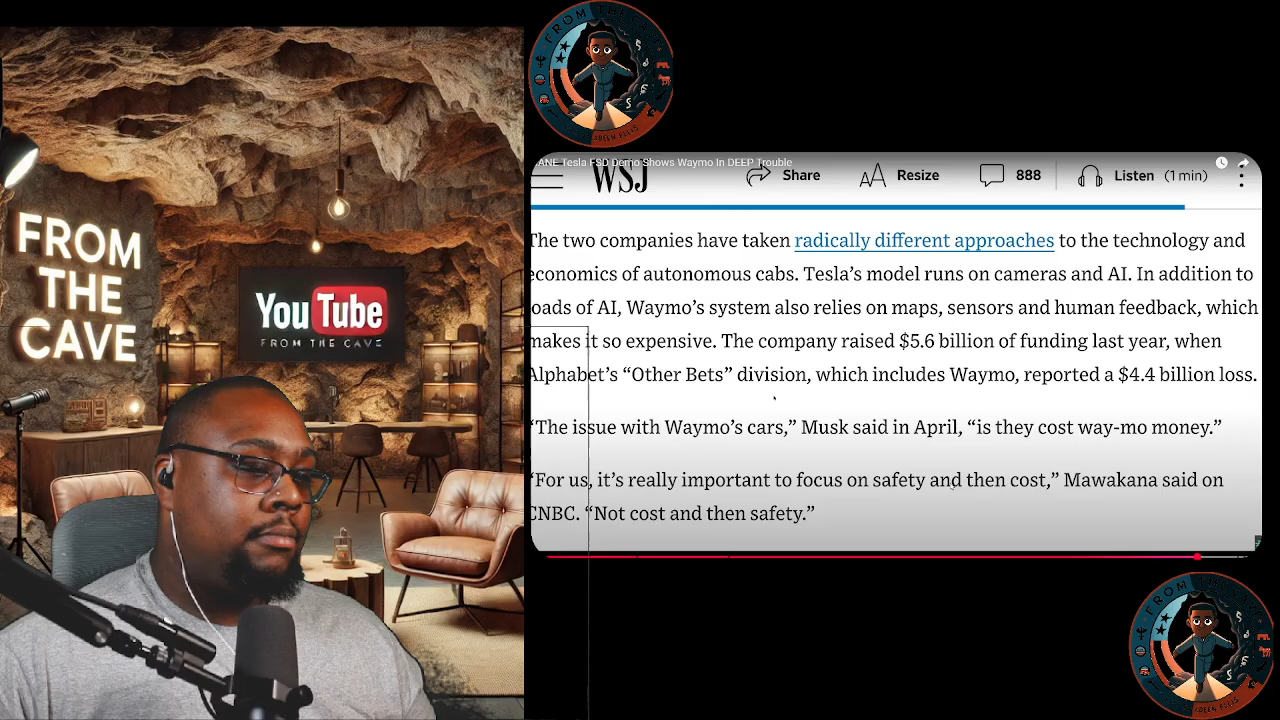 FROM
THE
CAVE
YouTube
FROM THE CAVE
FROM THE
ANE Tesla FSD Demo Shows Waymo In DEEP Trouble
WSJ
Share
Resize
888
Listen (1 min)
The two companies have taken radically different approaches to the technology and
economics of autonomous cabs. Tesla’s model runs on cameras and AI. In addition to
loads of AI, Waymo’s system also relies on maps, sensors and human feedback, which
makes it so expensive. The company raised $5.6 billion of funding last year, when
Alphabet’s “Other Bets” division, which includes Waymo, reported a $4.4 billion loss.
“The issue with Waymo’s cars,” Musk said in April, “is they cost way-mo money.”
“For us, it’s really important to focus on safety and then cost,” Mawakana said on
CNBC. “Not cost and then safety.”
FROM THE